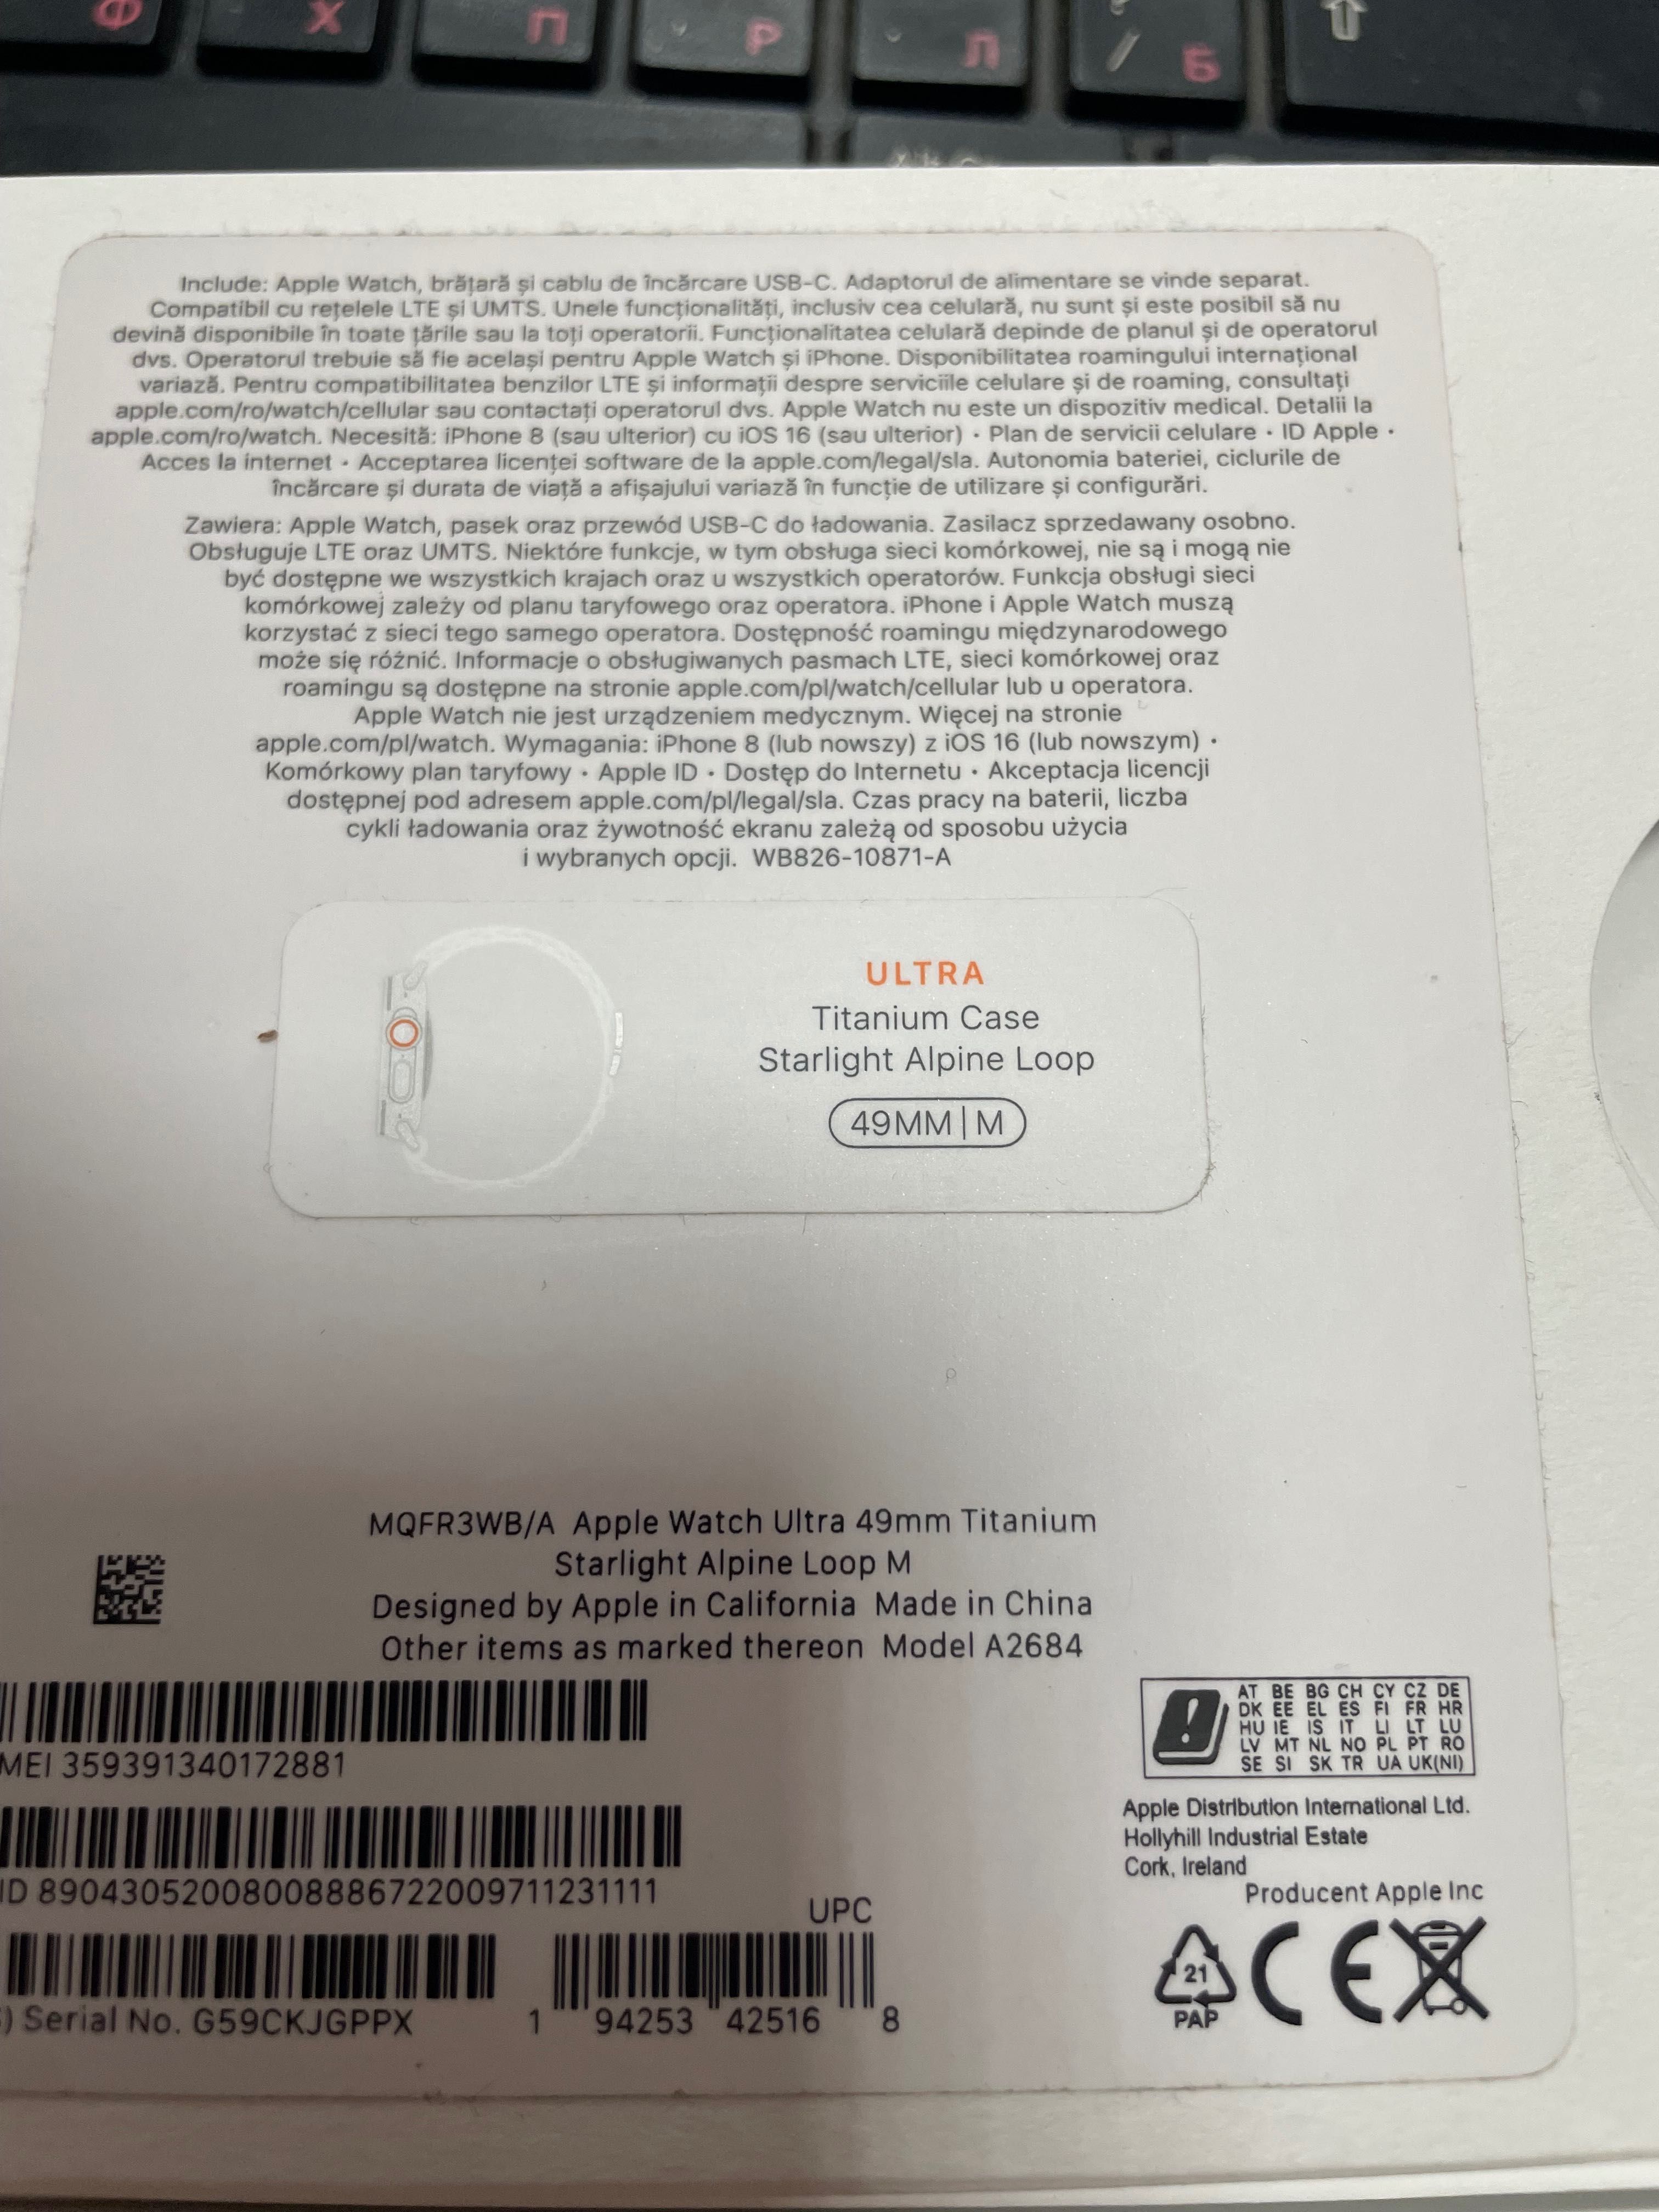 Ф Х П Р Л / Б
Include: Apple Watch, brățară și cablu de încărcare USB-C. Adaptorul de alimentare se vinde separat.
Compatibil cu rețelele LTE și UMTS. Unele funcționalități, inclusiv cea celulară, nu sunt și este posibil să nu
devină disponibile în toate țările sau la toți operatorii. Funcționalitatea celulară depinde de planul și de operatorul
dvs. Operatorul trebuie să fie același pentru Apple Watch și iPhone. Disponibilitatea roamingului internațional
variază. Pentru compatibilitatea benzilor LTE și informații despre serviciile celulare și de roaming, consultați
apple.com/ro/watch/cellular sau contactați operatorul dvs. Apple Watch nu este un dispozitiv medical. Detalii la
apple.com/ro/watch. Necesită: iPhone 8 (sau ulterior) cu iOS 16 (sau ulterior) • Plan de servicii celulare • ID Apple •
Acces la internet • Acceptarea licenței software de la apple.com/legal/sla. Autonomia bateriei, ciclurile de
încărcare și durata de viață a afișajului variază în funcție de utilizare și configurări.
Zawiera: Apple Watch, pasek oraz przewód USB-C do ładowania. Zasilacz sprzedawany osobno.
Obsługuje LTE oraz UMTS. Niektóre funkcje, w tym obsługa sieci komórkowej, nie są i mogą nie
być dostępne we wszystkich krajach oraz u wszystkich operatorów. Funkcja obsługi sieci
komórkowej zależy od planu taryfowego oraz operatora. iPhone i Apple Watch muszą
korzystać z sieci tego samego operatora. Dostępność roamingu międzynarodowego
może się różnić. Informacje o obsługiwanych pasmach LTE, sieci komórkowej oraz
roamingu są dostępne na stronie apple.com/pl/watch/cellular lub u operatora.
Apple Watch nie jest urządzeniem medycznym. Więcej na stronie
apple.com/pl/watch. Wymagania: iPhone 8 (lub nowszy) z iOS 16 (lub nowszym) •
Komórkowy plan taryfowy • Apple ID • Dostęp do Internetu • Akceptacja licencji
dostępnej pod adresem apple.com/pl/legal/sla. Czas pracy na baterii, liczba
cykli ładowania oraz żywotność ekranu zależą od sposobu użycia
i wybranych opcji. WB826-10871-A
ULTRA
Titanium Case
Starlight Alpine Loop
49MM|M
MQFR3WB/A Apple Watch Ultra 49mm Titanium
Starlight Alpine Loop M
Designed by Apple in California Made in China
Other items as marked thereon Model A2684
MEI 359391340172881
ID 89043052008008886722009711231111
) Serial No. G59CKJGPPX
UPC
1 94253 42516 8
AT BE BG CH CY CZ DE
DK EE EL ES FI FR HR
HU IE IS IT LI LT LU
LV MT NL NO PL PT RO
SE SI SK TR UA UK(NI)
Apple Distribution International Ltd.
Hollyhill Industrial Estate
Cork, Ireland
Producent Apple Inc
21
PAP
CE